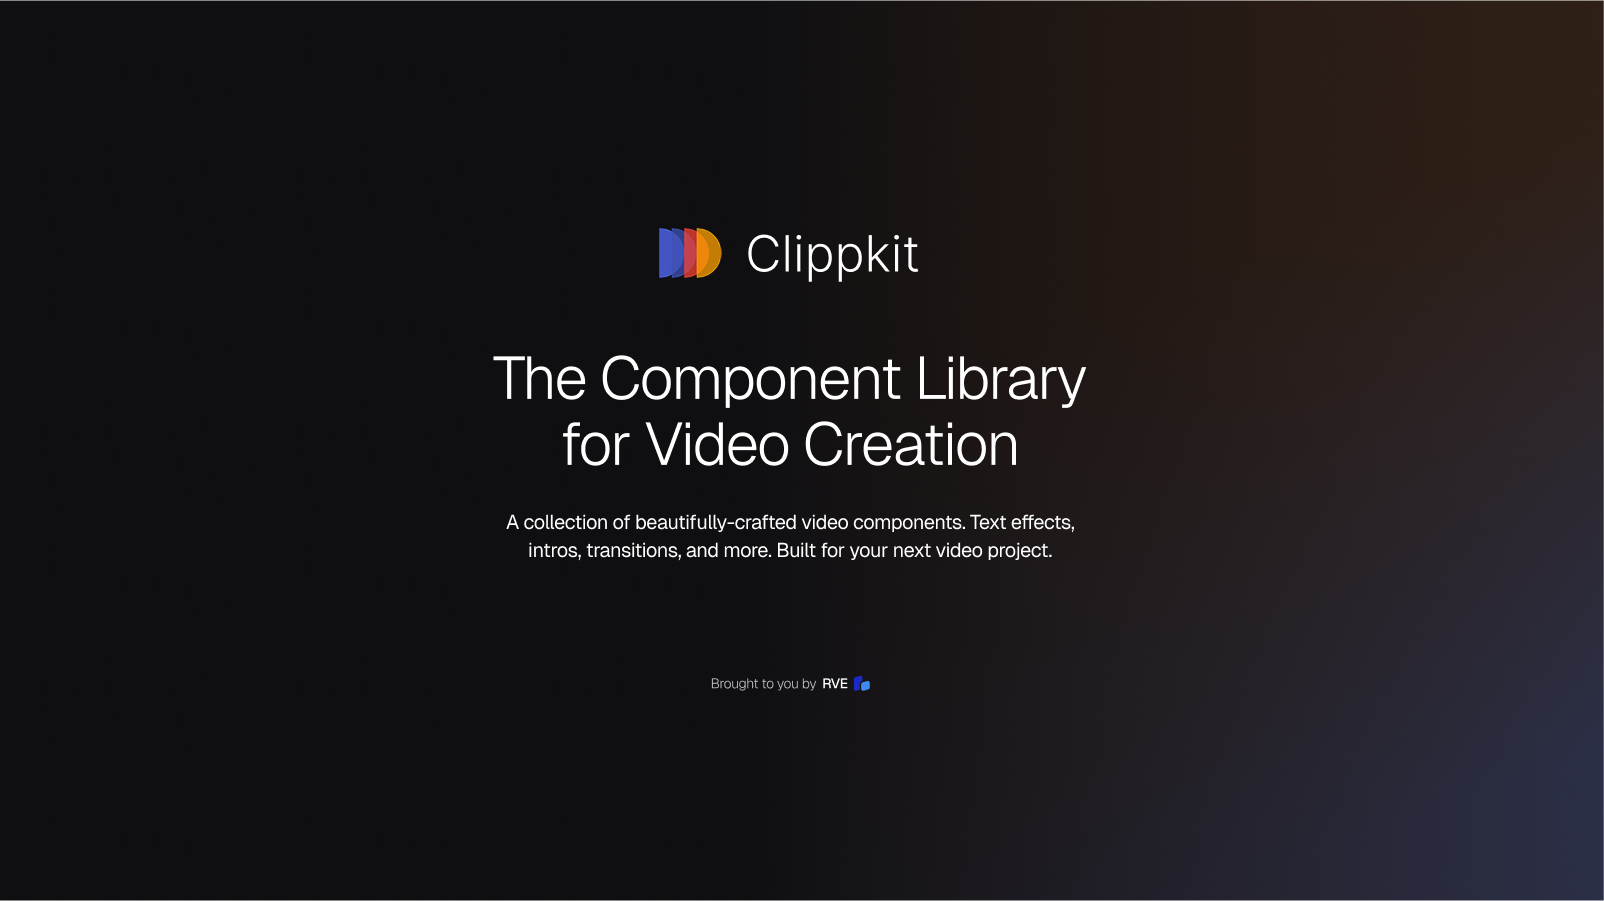 Clippkit
The Component Library
for Video Creation
A collection of beautifully-crafted video components. Text effects,
intros, transitions, and more. Built for your next video project.
Brought to you by RVE